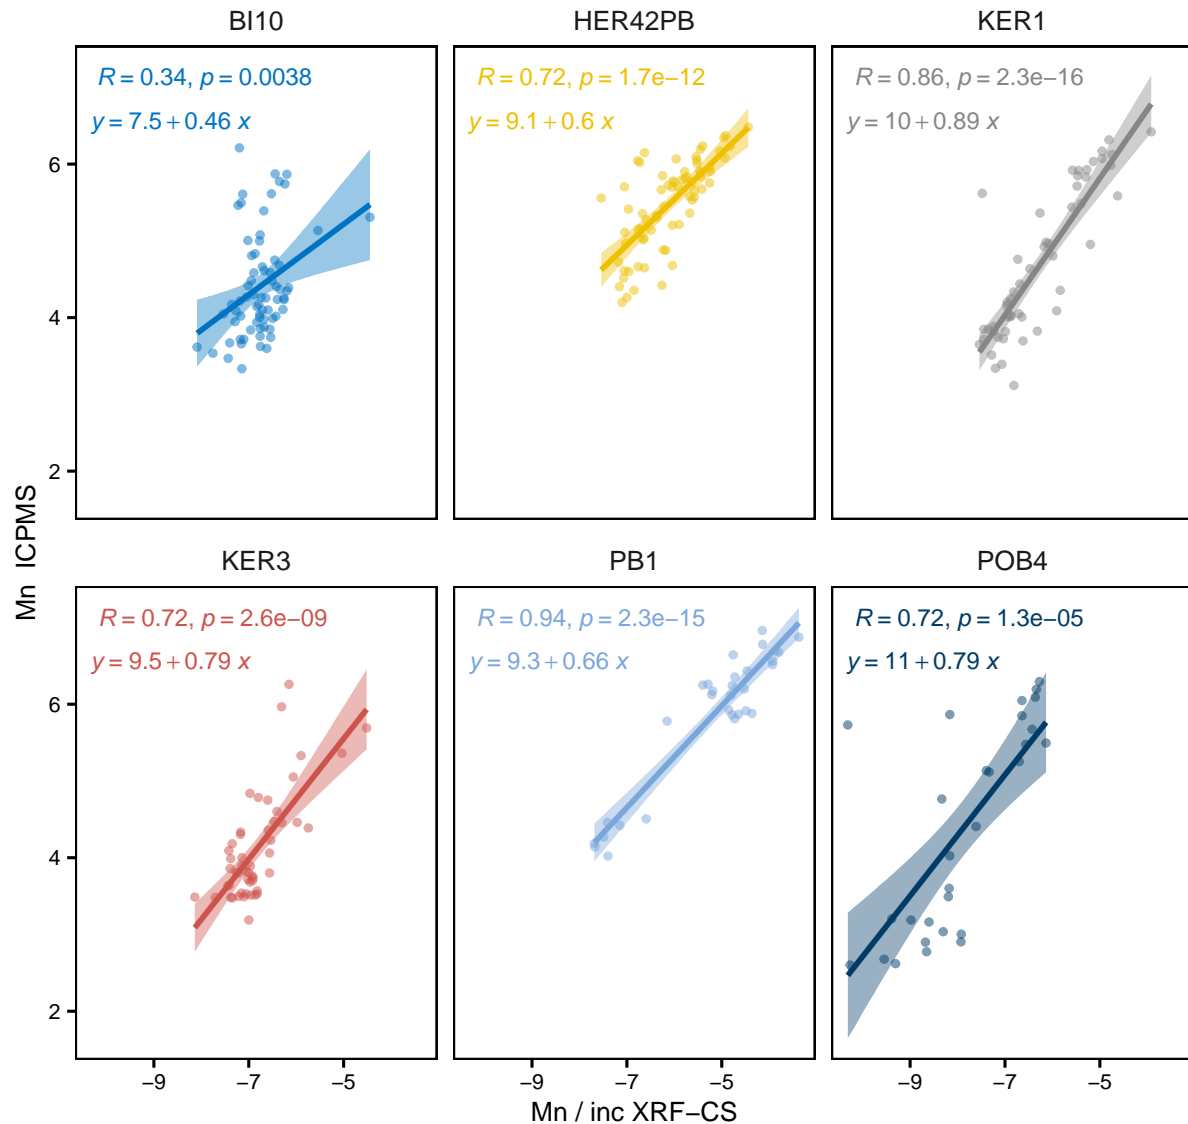 BI10 HER42PB KER1
R = 0.34, p = 0.0038 R = 0.72, p = 1.7e−12 R = 0.86, p = 2.3e−16
y = 7.5 + 0.46 x y = 9.1 + 0.6 x y = 10 + 0.89 x
6
4
2
Mn ICPMS
KER3 PB1 POB4
R = 0.72, p = 2.6e−09 R = 0.94, p = 2.3e−15 R = 0.72, p = 1.3e−05
y = 9.5 + 0.79 x y = 9.3 + 0.66 x y = 11 + 0.79 x
6
4
2
−9 −7 −5 −9 −7 −5 −9 −7 −5
Mn / inc XRF−CS